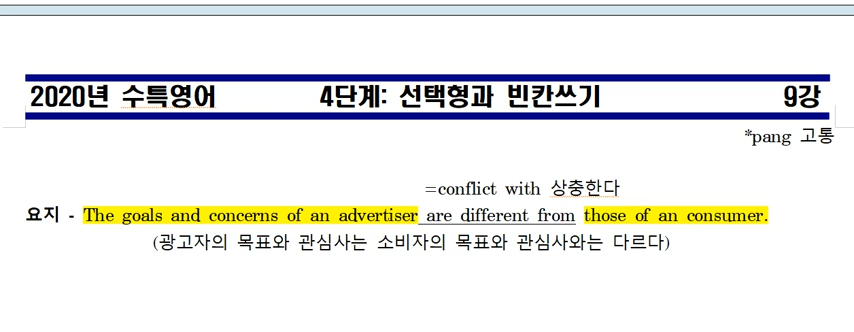 2020년 수특영어 4단계: 선택형과 빈칸쓰기 9강
*pang 고통
=conflict with 상충한다
요지 - The goals and concerns of an advertiser are different from those of an consumer.
(광고자의 목표와 관심사는 소비자의 목표와 관심사와는 다르다)